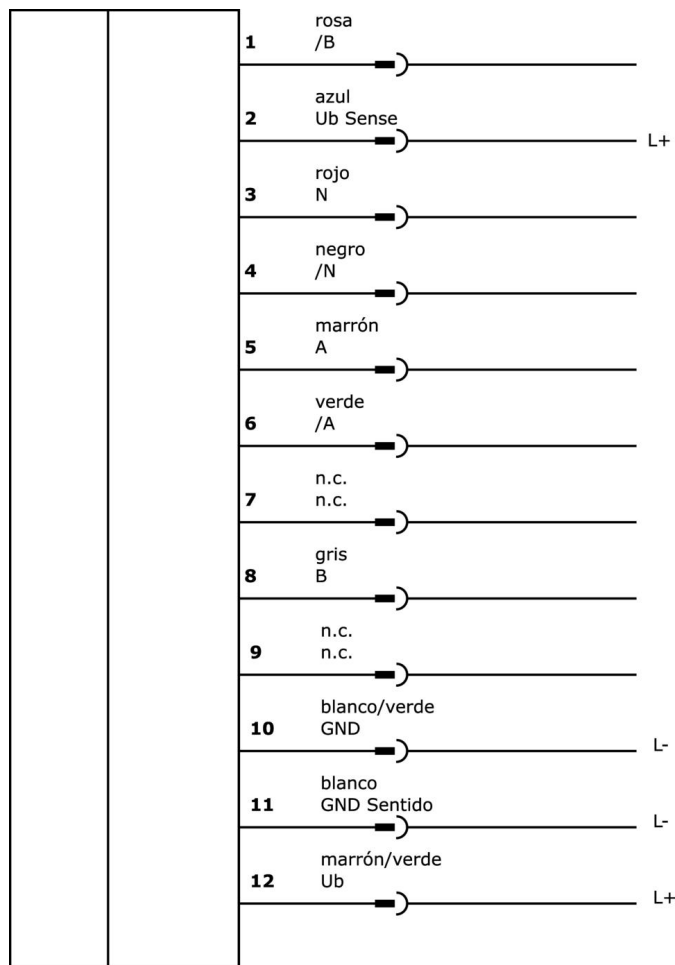 rosa
1 /B
azul
2 Ub Sense
L+
rojo
3 N
negro
4 /N
marrón
5 A
verde
6 /A
n.c.
7 n.c.
gris
8 B
n.c.
9 n.c.
blanco/verde
10 GND
L-
blanco
11 GND Sentido
L-
marrón/verde
12 Ub
L+